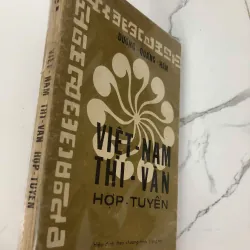 DƯƠNG QUẢNG HÀM
VIỆT-NAM
THI VĂN
HỢP-TUYỂN
VIỆT-NAM THI-VĂN HỢP-TUYỂN